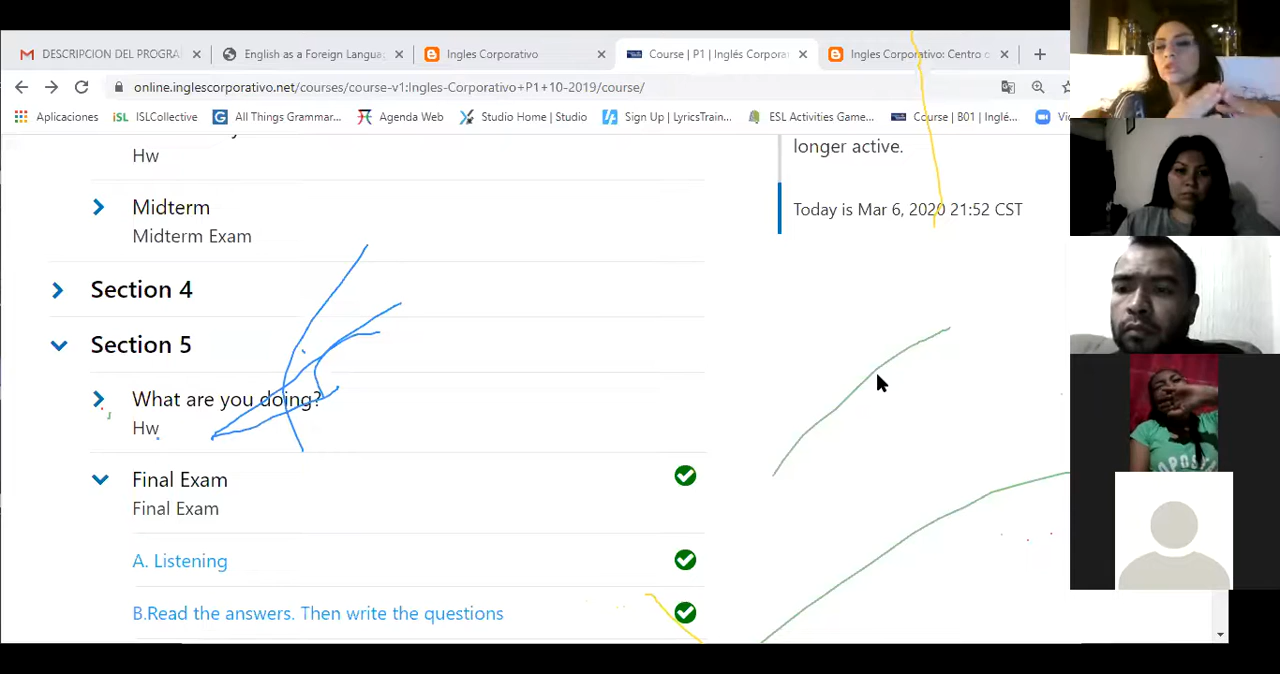 DESCRIPCION DEL PROGRA
English as a Foreign Langua
Ingles Corporativo
Course | P1 | Inglés Corpora
Ingles Corporativo: Centro
online.inglescorporativo.net/courses/course-v1:Ingles-Corporativo+P1+10-2019/course/
Aplicaciones
iSL ISLCollective
All Things Grammar...
Agenda Web
Studio Home | Studio
Sign Up | LyricsTrain...
ESL Activities Game...
Course | B01 | Inglé...
Hw
longer active.
Midterm
Midterm Exam
Today is Mar 6, 2020 21:52 CST
Section 4
Section 5
What are you doing?
Hw
Final Exam
Final Exam
A. Listening
B.Read the answers. Then write the questions